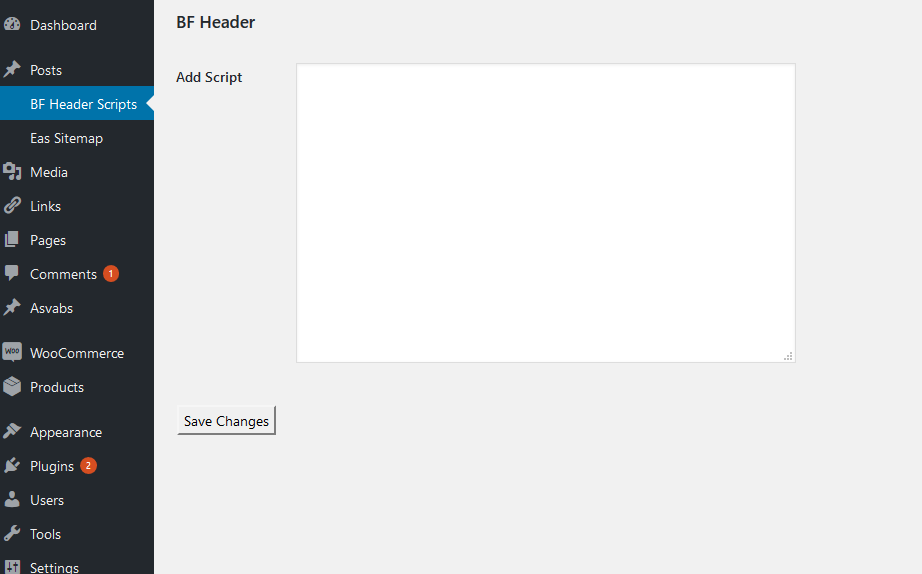 Dashboard
Posts
BF Header Scripts
Eas Sitemap
Media
Links
Pages
Comments 1
Asvabs
WOO WooCommerce
Products
Appearance
Plugins 2
Users
Tools
Settings
BF Header
Add Script
Save Changes